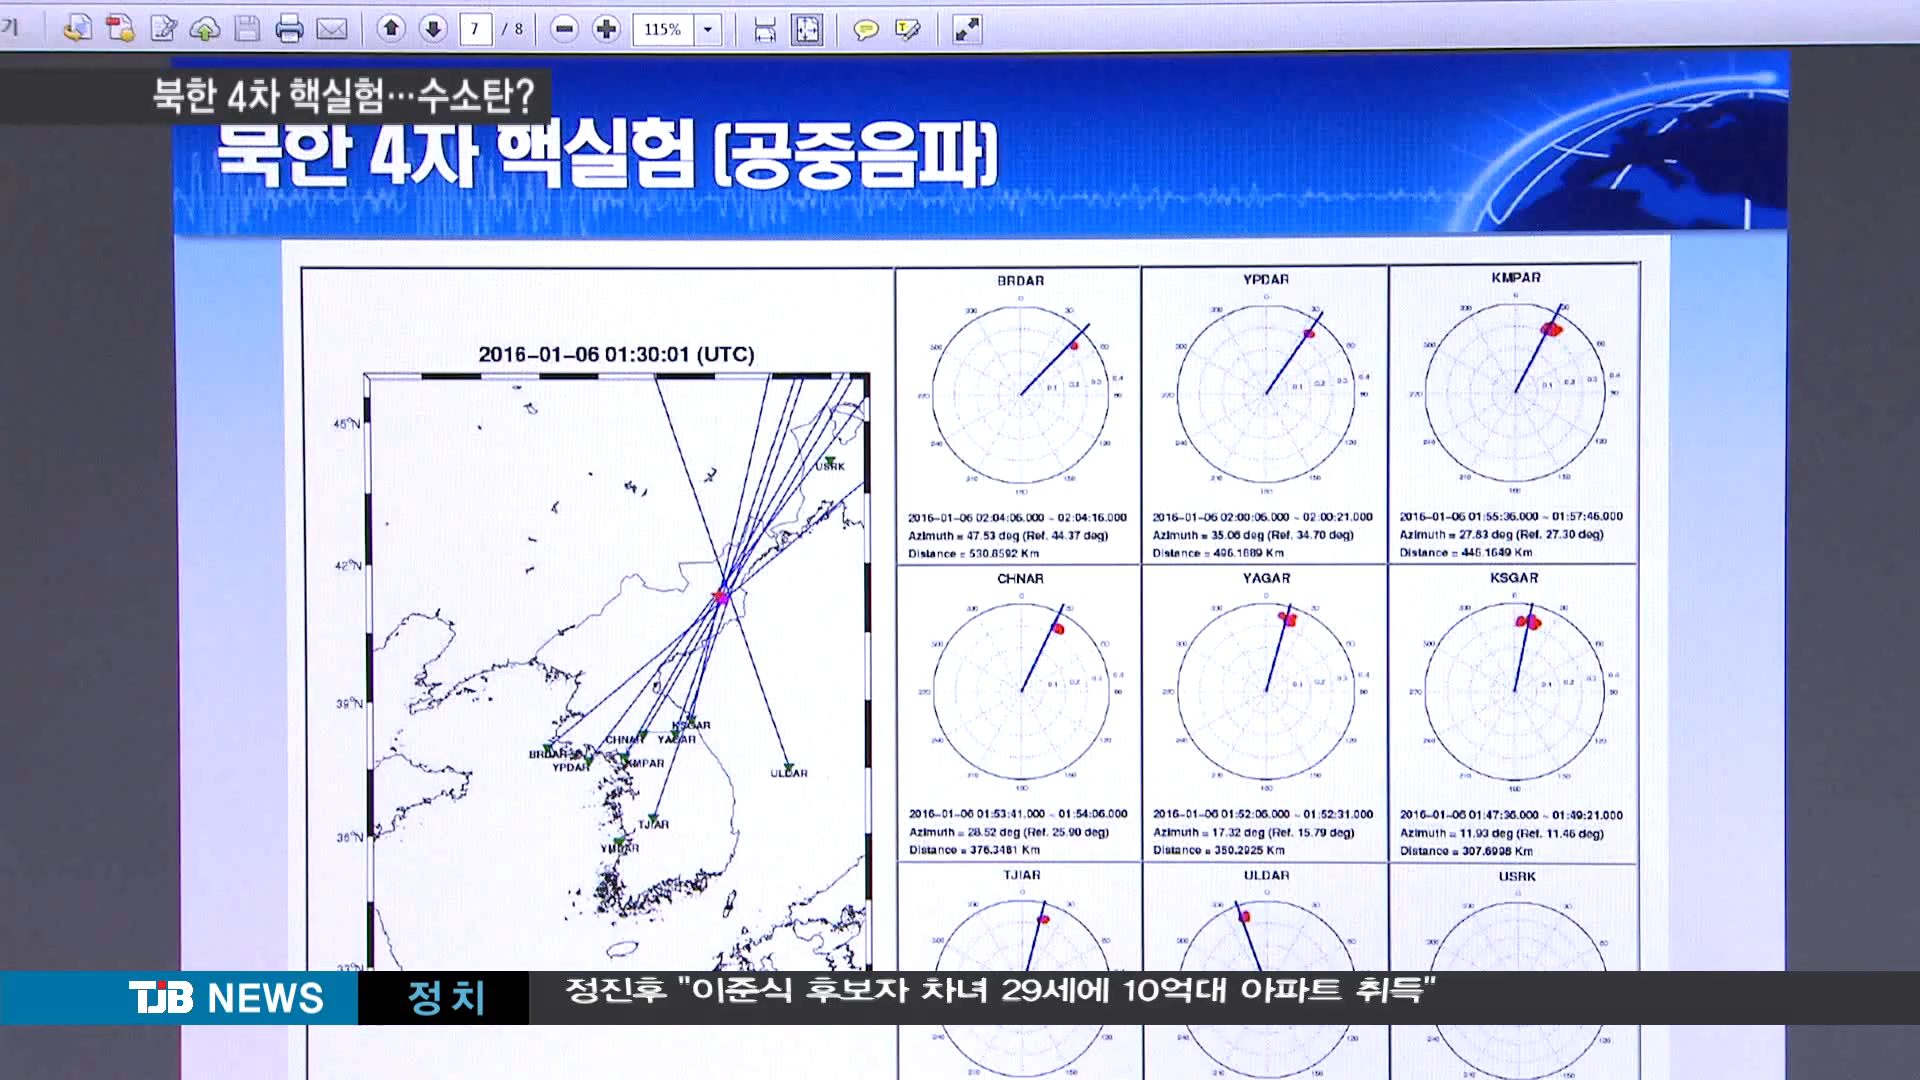 기
7 / 8
115%
북한 4차 핵실험…수소탄?
북한 4차 핵실험 (공중음파)
2016-01-06 01:30:01 (UTC)
45°N
42°N
39°N
36°N
33°N
USRK
KSGAR
CHNAR
YAGAR
BRDAR
YPDAR
KMPAR
ULDAR
TJIAR
YMDAR
BRDAR
2016-01-06 02:04:06.000 ~ 02:04:16.000
Azimuth = 47.53 deg (Ref. 44.37 deg)
Distance = 530.8592 Km
YPDAR
2016-01-06 02:00:06.000 ~ 02:00:21.000
Azimuth = 35.06 deg (Ref. 34.70 deg)
Distance = 496.1689 Km
KMPAR
2016-01-06 01:55:36.000 ~ 01:57:46.000
Azimuth = 27.83 deg (Ref. 27.30 deg)
Distance = 446.1649 Km
CHNAR
2016-01-06 01:53:41.000 ~ 01:54:06.000
Azimuth = 28.52 deg (Ref. 25.90 deg)
Distance = 376.3461 Km
YAGAR
2016-01-06 01:52:06.000 ~ 01:52:31.000
Azimuth = 17.32 deg (Ref. 15.79 deg)
Distance = 350.2925 Km
KSGAR
2016-01-06 01:47:36.000 ~ 01:49:21.000
Azimuth = 11.93 deg (Ref. 11.46 deg)
Distance = 307.6998 Km
TJIAR
ULDAR
USRK
TJB NEWS
정치
정진후 "이준식 후보자 차녀 29세에 10억대 아파트 취득"